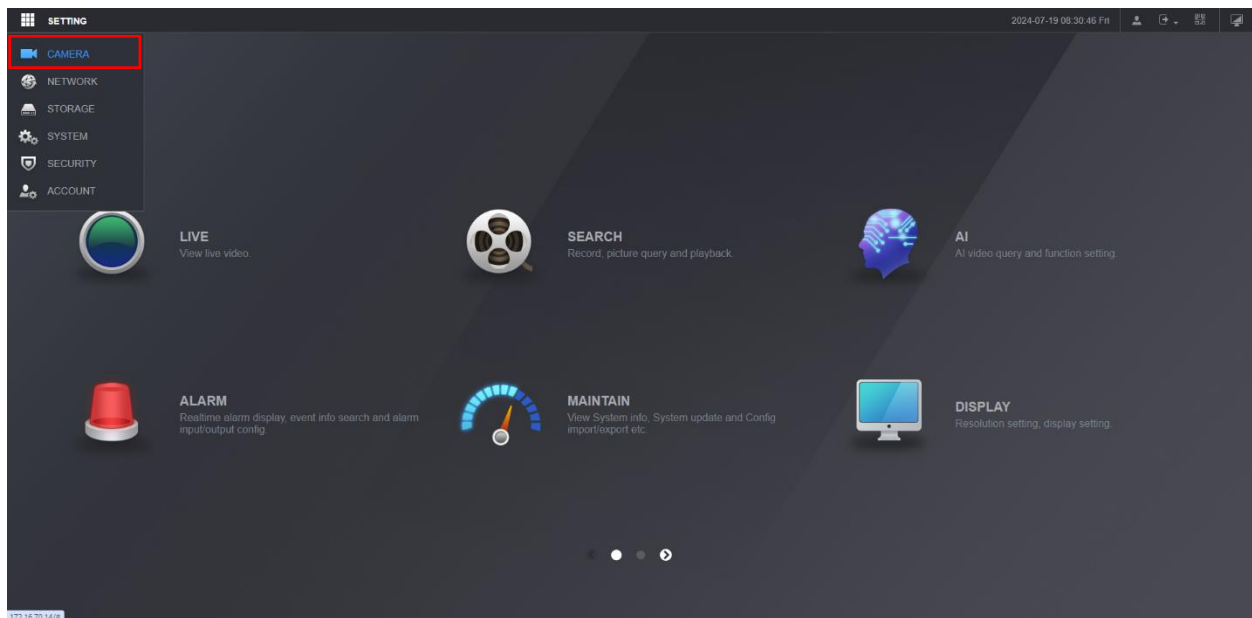 SETTING
2024-07-19 08:30:46 Fri
CAMERA
NETWORK
STORAGE
SYSTEM
SECURITY
ACCOUNT
LIVE
View live video.
SEARCH
Record, picture query and playback.
AI
AI video query and function setting.
ALARM
Realtime alarm display, event info search and alarm
input/output config.
MAINTAIN
View System info, System update and Config
import/export etc.
DISPLAY
Resolution setting, display setting.